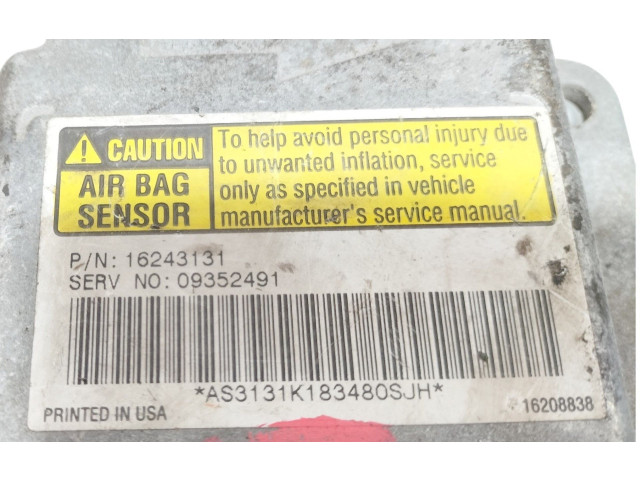 CAUTION
AIR BAG
SENSOR
To help avoid personal injury due
to unwanted inflation, service
only as specified in vehicle
manufacturer's service manual.
P/N: 16243131
SERV NO: 09352491
*AS3131K183480SJH*
PRINTED IN USA
16208838